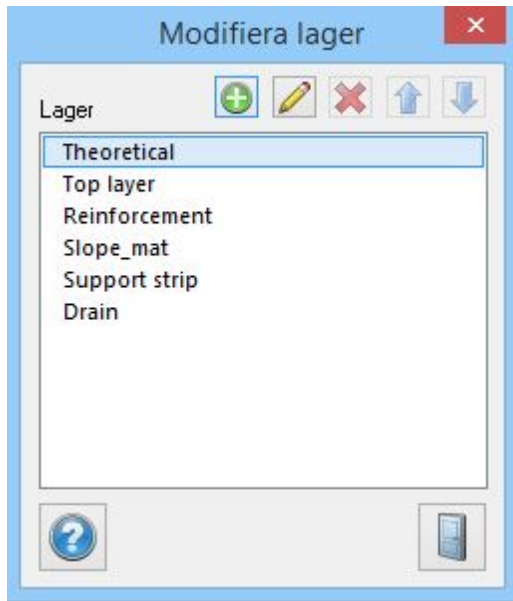 Modifiera lager
Lager
Theoretical
Top layer
Reinforcement
Slope_mat
Support strip
Drain